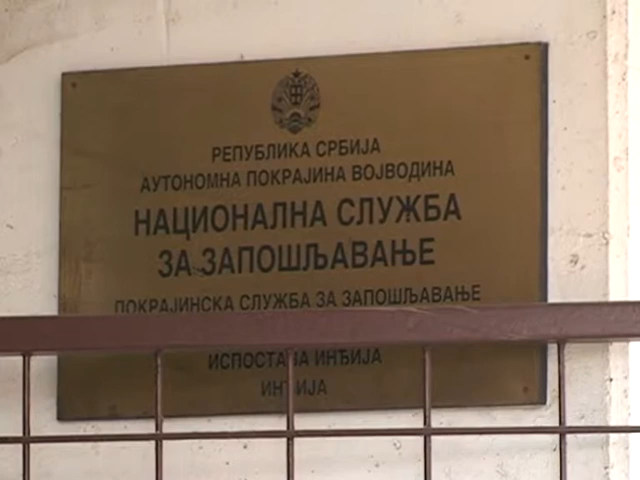 РЕПУБЛИКА СРБИЈА
АУТОНОМНА ПОКРАЈИНА ВОЈВОДИНА
НАЦИОНАЛНА СЛУЖБА
ЗА ЗАПОШЉАВАЊЕ
ПОКРАЈИНСКА СЛУЖБА ЗА ЗАПОШЉАВАЊЕ
ИСПОСТАВА ИНЂИЈА
ИНЂИЈА